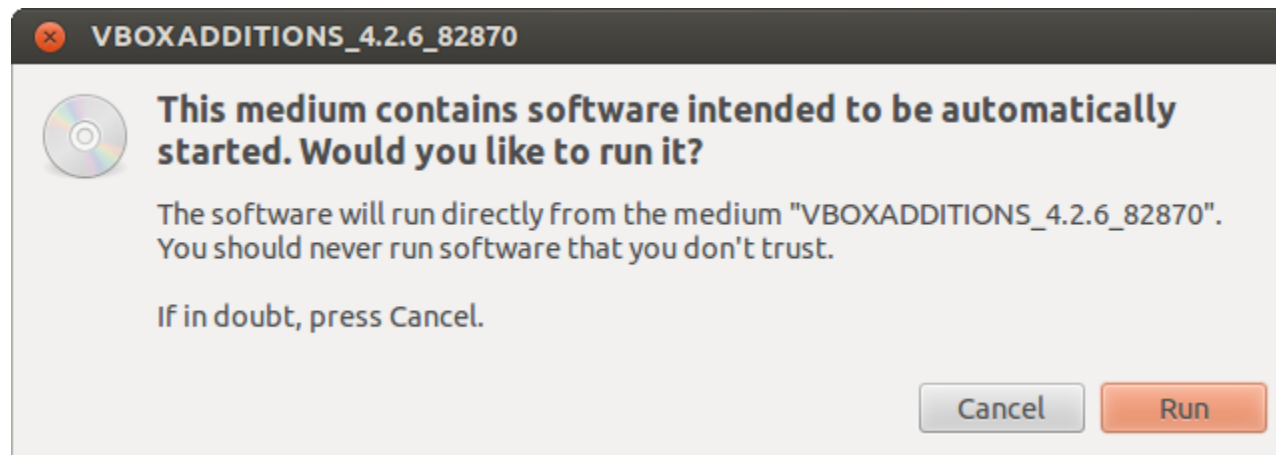 VBOXADDITIONS_4.2.6_82870
This medium contains software intended to be automatically
started. Would you like to run it?
The software will run directly from the medium "VBOXADDITIONS_4.2.6_82870".
You should never run software that you don't trust.
If in doubt, press Cancel.
Cancel
Run